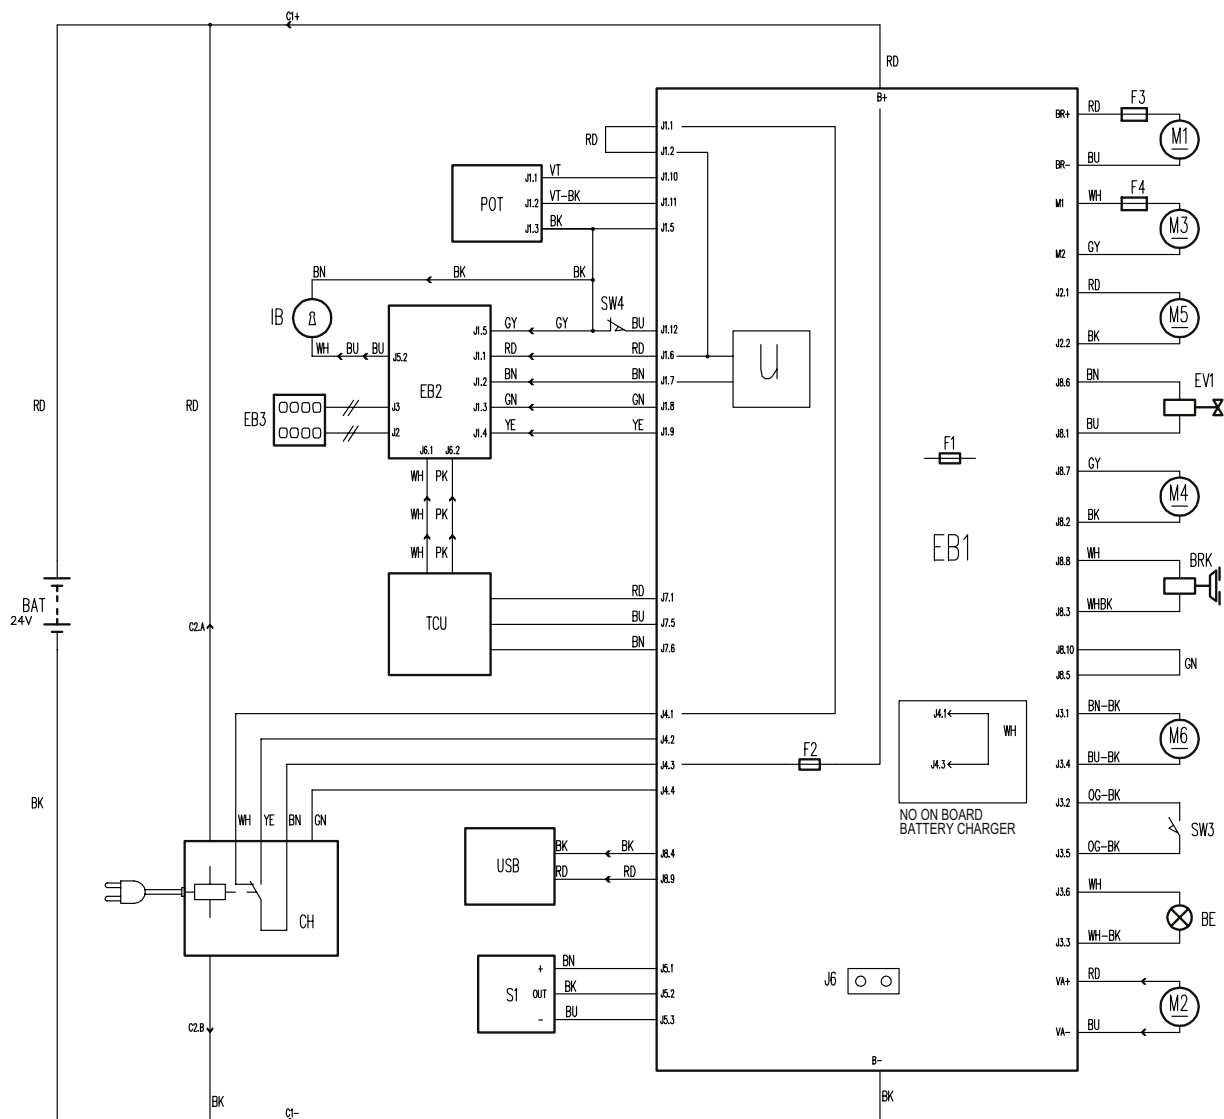 C1+
RD
B+
BR+ RD F3
M1
BR- BU
M1 WH F4
M3
M2 GY
J2.1 RD
M5
J2.2 BK
J8.6 BN
EV1
J8.1 BU
J8.7 GY
M4
J8.2 BK
J8.8 WH
BRK
J8.3 WHBK
J8.10
GN
J8.5
J3.1 BN-BK
M6
J3.4 BU-BK
J3.2 OG-BK
SW3
J3.5 OG-BK
J3.6 WH
BE
J3.3 WH-BK
VA+ RD
M2
VA- BU
RD
J1.1
J1.2
POT
J1.1 VT J1.10
J1.2 VT-BK J1.11
J1.3 BK J1.5
BN BK BK
IB
SW4
J1.5 GY GY BU J1.12
WH BU BU J5.2
J1.1 RD RD J1.6
J1.2 BN BN J1.7
J1.3 GN GN J1.8
J1.4 YE YE J1.9
U
EB2
EB3
J3
J2
J6.1 J6.2
WH PK
WH PK
WH PK
F1
EB1
RD
RD
BAT
24V
C2.A
TCU
RD J7.1
BU J7.5
BN J7.6
J4.1
J4.2
J4.3
J4.4
F2
J4.1
WH
J4.3
NO ON BOARD
BATTERY CHARGER
BK
WH YE BN GN
CH
USB
BK BK J8.4
RD RD J8.9
S1
+ BN J5.1
OUT BK J5.2
- BU J5.3
J6
C2.B
B-
BK
BK
C1-